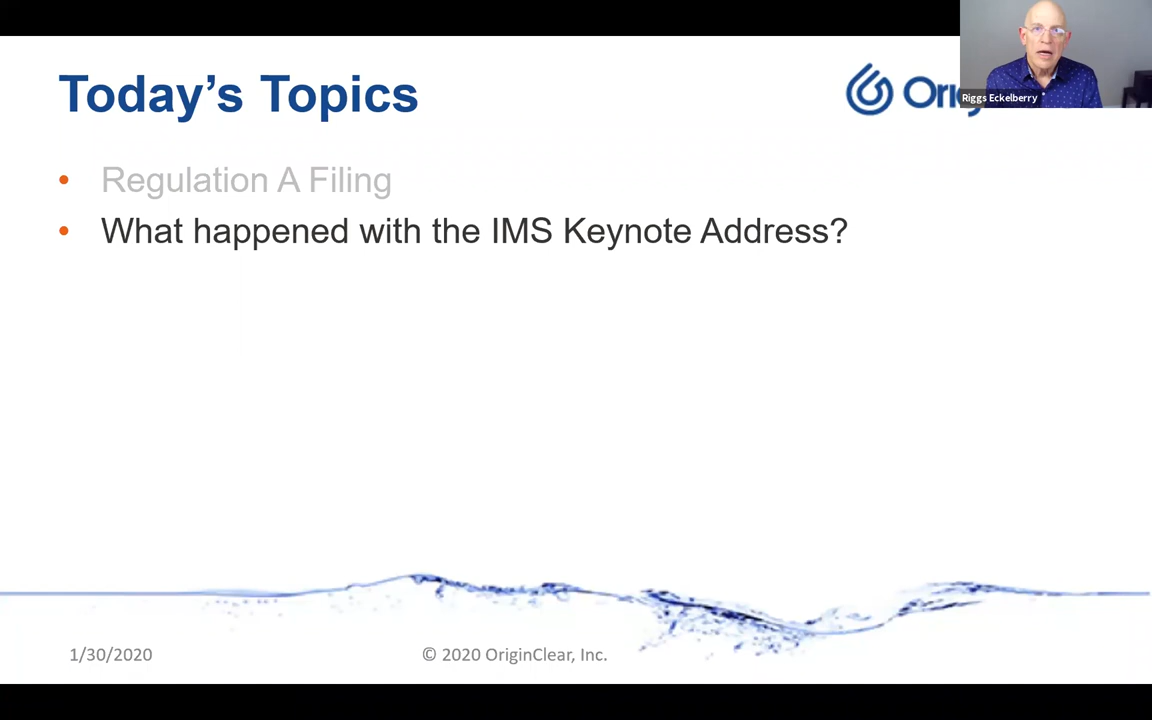 Today's Topics
Riggs Eckelberry
• Regulation A Filing
• What happened with the IMS Keynote Address?
1/30/2020
© 2020 OriginClear, Inc.